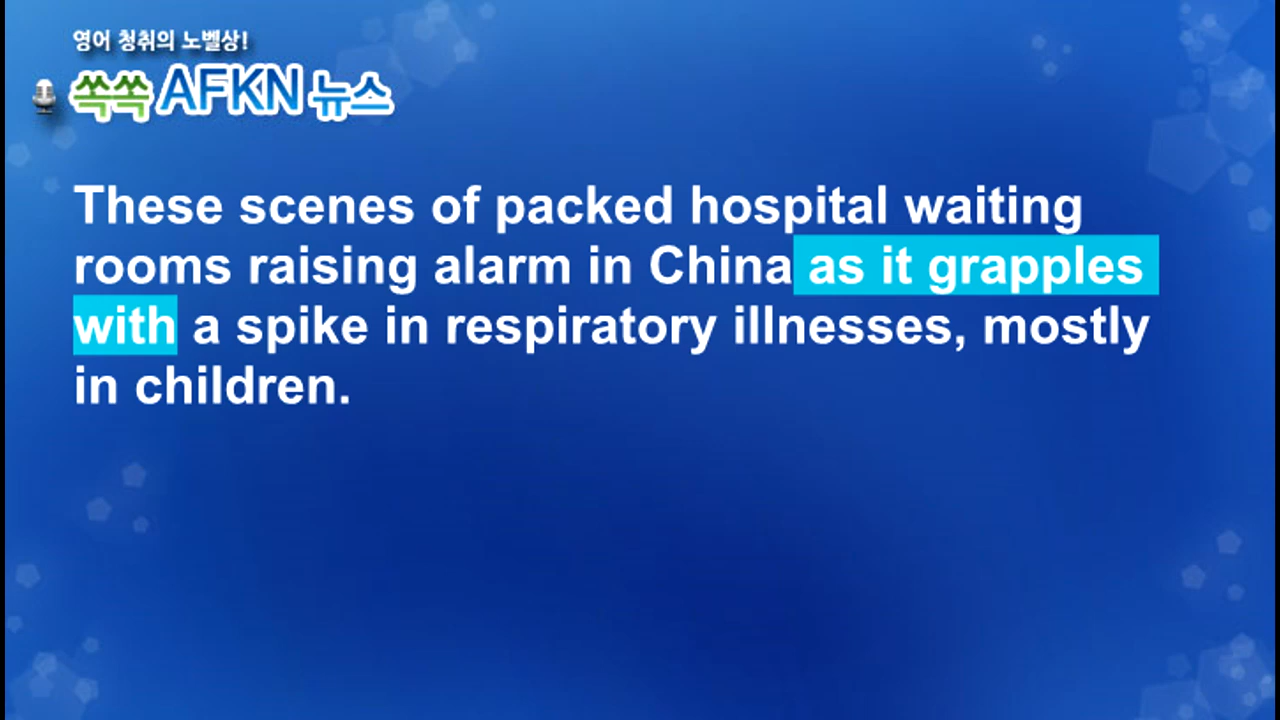 영어 청취의 노벨상!
쏙쏙 AFKN 뉴스
These scenes of packed hospital waiting
rooms raising alarm in China as it grapples
with a spike in respiratory illnesses, mostly
in children.